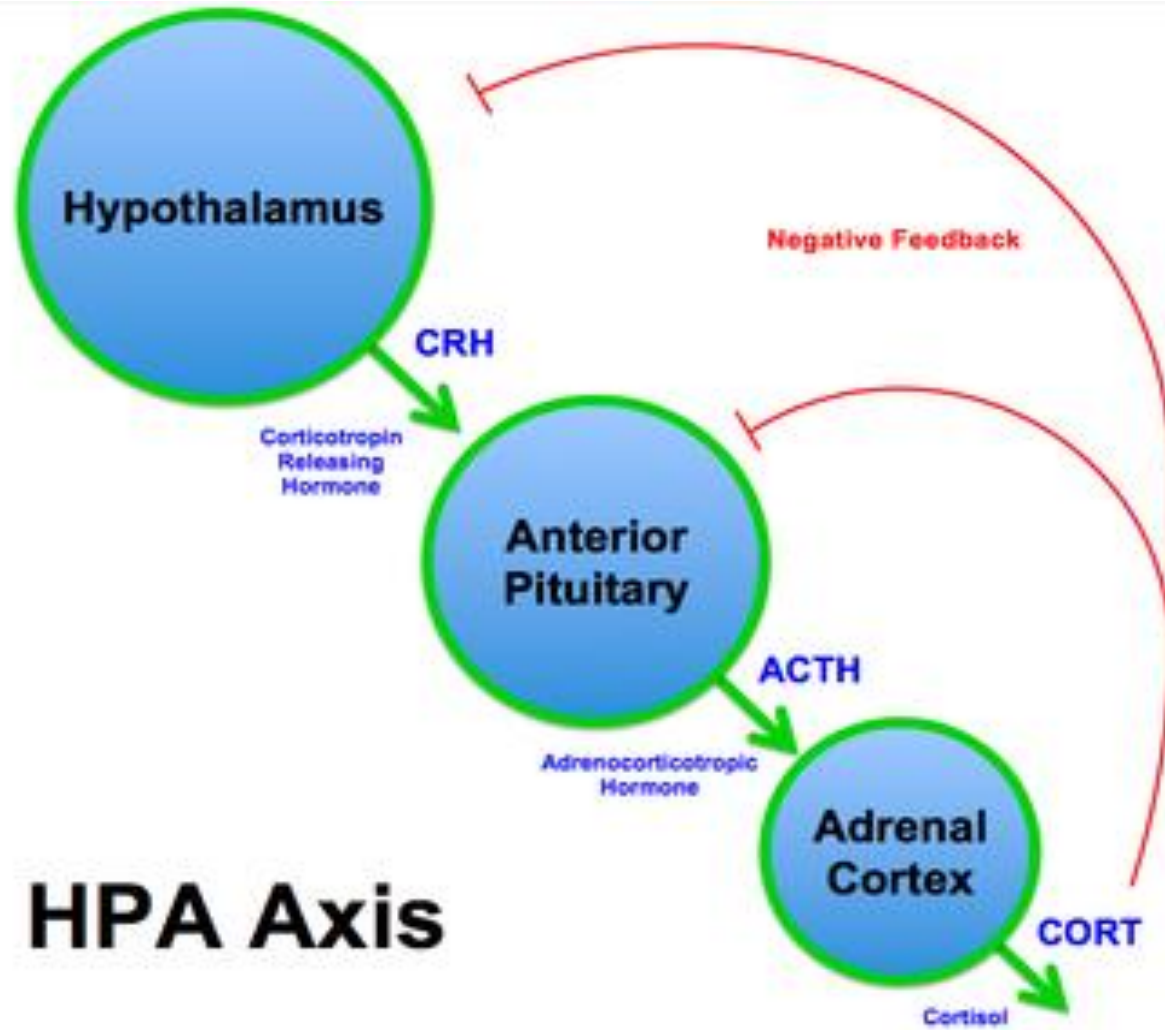 Hypothalamus
Negative Feedback
CRH
Corticotropin
Releasing
Hormone
Anterior
Pituitary
ACTH
Adrenocorticotropic
Hormone
Adrenal
Cortex
HPA Axis
CORT
Cortisol